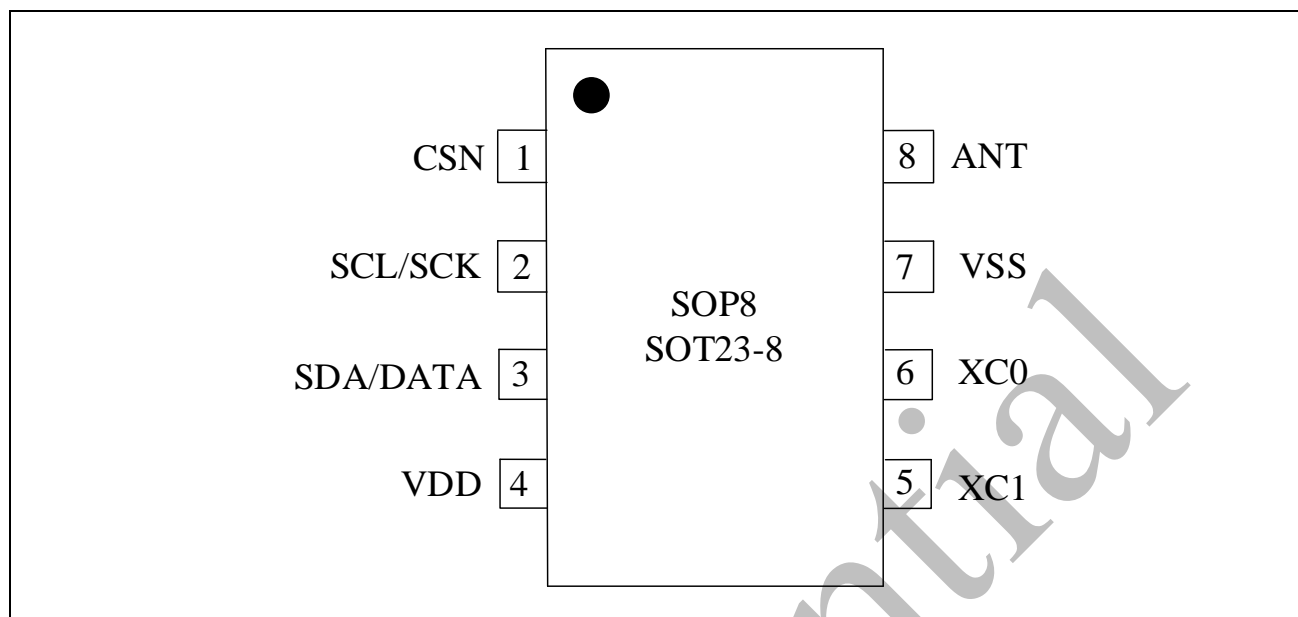 CSN 1
8 ANT
SCL/SCK 2
7 VSS
SOP8
SOT23-8
SDA/DATA 3
6 XC0
VDD 4
5 XC1
ntial